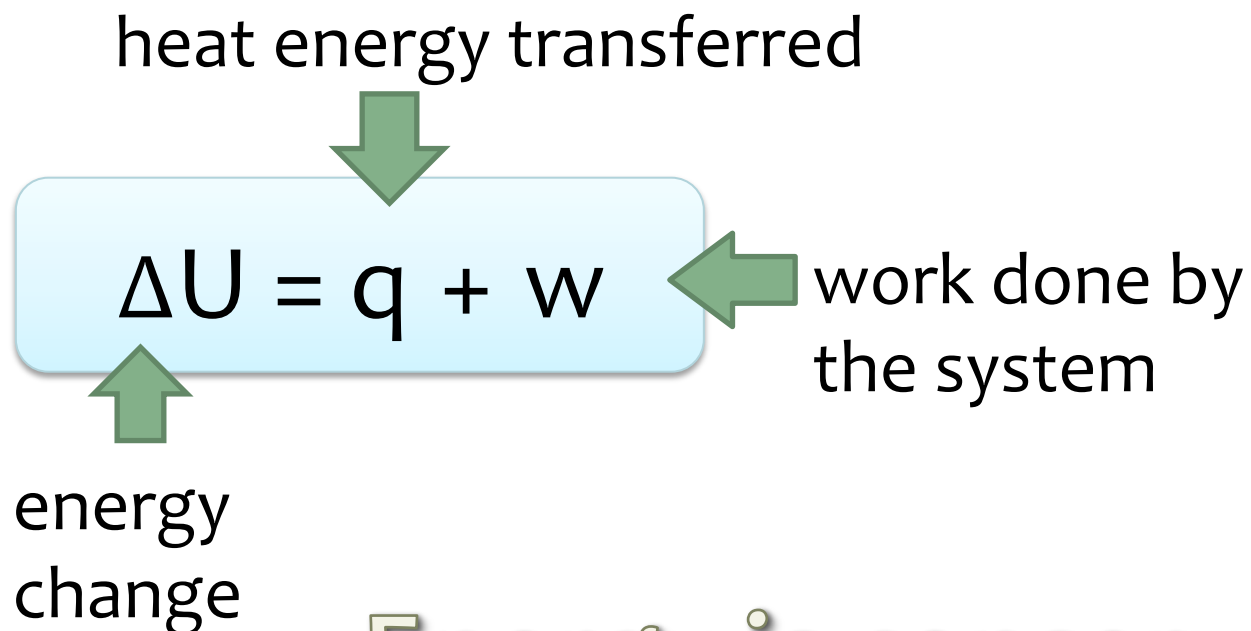 heat energy transferred
ΔU = q + w
work done by
the system
energy
change